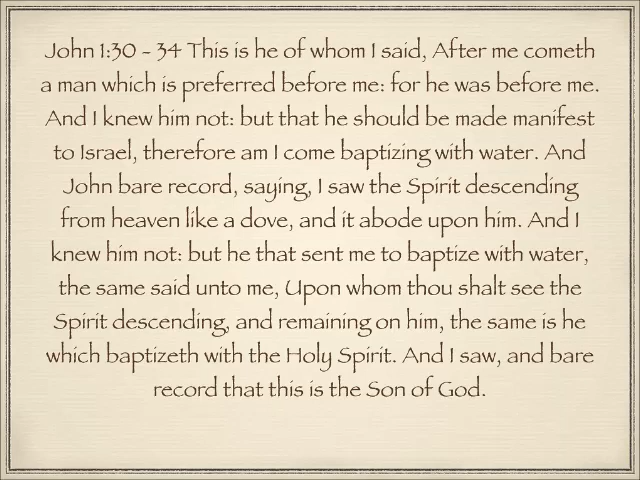 John 1:30 - 34 This is he of whom I said, After me cometh
a man which is preferred before me: for he was before me.
And I knew him not: but that he should be made manifest
to Israel, therefore am I come baptizing with water. And
John bare record, saying, I saw the Spirit descending
from heaven like a dove, and it abode upon him. And I
knew him not: but he that sent me to baptize with water,
the same said unto me, Upon whom thou shalt see the
Spirit descending, and remaining on him, the same is he
which baptizeth with the Holy Spirit. And I saw, and bare
record that this is the Son of God.